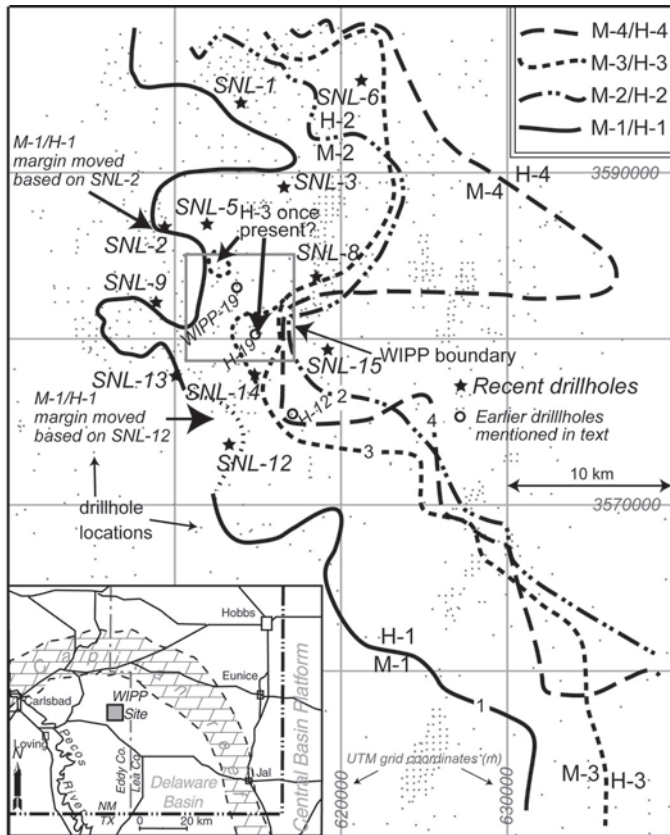 M-4/H-4
M-3/H-3
M-2/H-2
M-1/H-1
SNL-1
SNL-6
H-2
M-2
M-1/H-1
margin moved
based on SNL-2
H-4
M-4
3590000
SNL-3
SNL-5
H-3 once
present?
SNL-2
SNL-8
SNL-9
WIPP-19
H-19
WIPP boundary
SNL-15
SNL-13
SNL-14
Recent drillholes
M-1/H-1
margin moved
based on SNL-12
H-12
2
4
Earlier drilllholes
mentioned in text
3
SNL-12
10 km
3570000
drillhole
locations
H-1
M-1
1
UTM grid coordinates (m)
620000
630000
M-3
H-3
Hobbs
Capitan reef
Eunice
WIPP
Site
Carlsbad
Loving
Pecos
River
N
Eddy Co.
Lea Co.
Jal
Delaware
Basin
Central Basin Platform
NM
TX
0
20 km